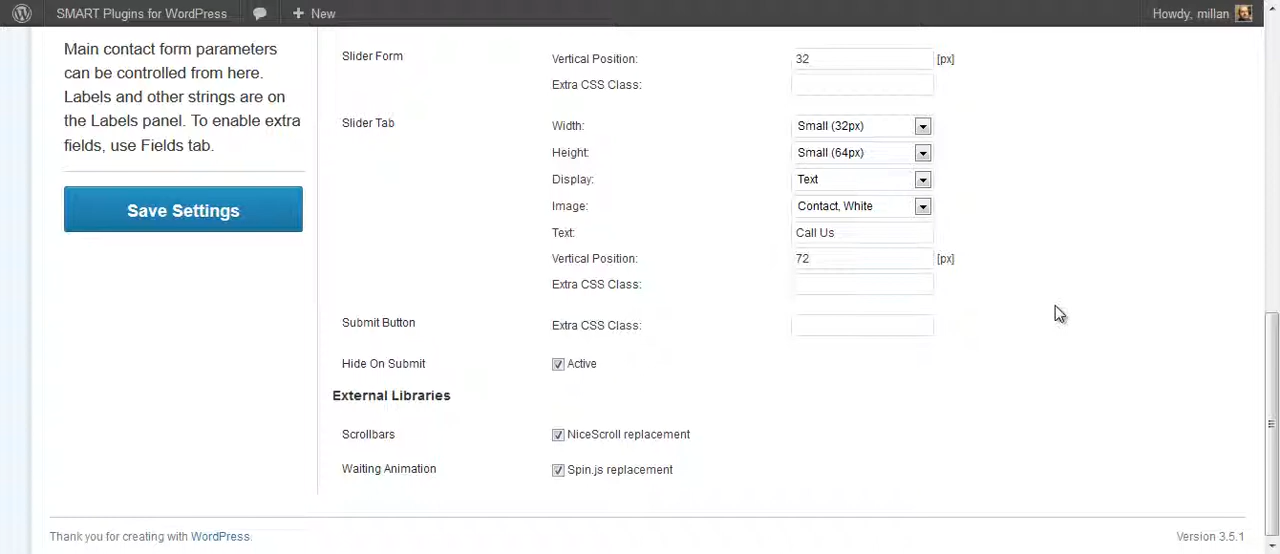 SMART Plugins for WordPress + New Howdy, millan
Main contact form parameters
can be controlled from here.
Labels and other strings are on
the Labels panel. To enable extra
fields, use Fields tab.
Save Settings
Slider Form Vertical Position: 32 [px]
Extra CSS Class:
Slider Tab Width: Small (32px)
Height: Small (64px)
Display: Text
Image: Contact, White
Text: Call Us
Vertical Position: 72 [px]
Extra CSS Class:
Submit Button Extra CSS Class:
Hide On Submit Active
External Libraries
Scrollbars NiceScroll replacement
Waiting Animation Spin.js replacement
Thank you for creating with WordPress. Version 3.5.1